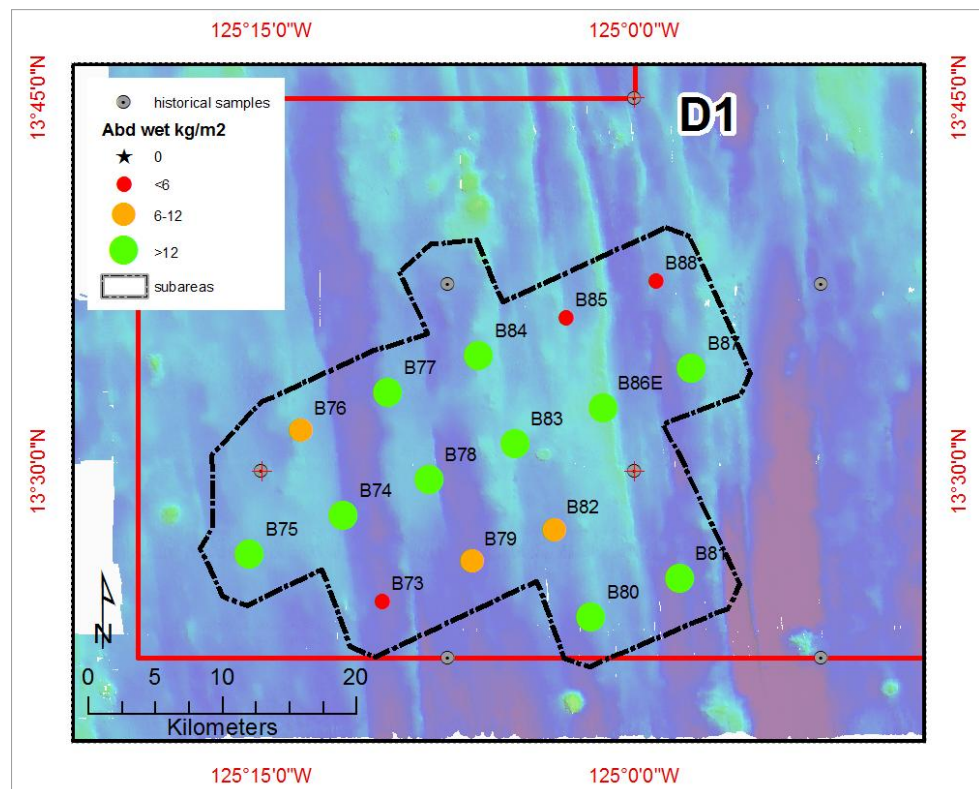 125°15'0"W 125°0'0"W
13°45'0"N 13°45'0"N
D1
historical samples
Abd wet kg/m2
0
<6
6-12
>12
subareas
B88
B85
B84 B87
B77 B86E
B76 B83
13°30'0"N 13°30'0"N
B78
B74
B75 B82
B79
B73 B81
B80
N
0 5 10 20
Kilometers
125°15'0"W 125°0'0"W